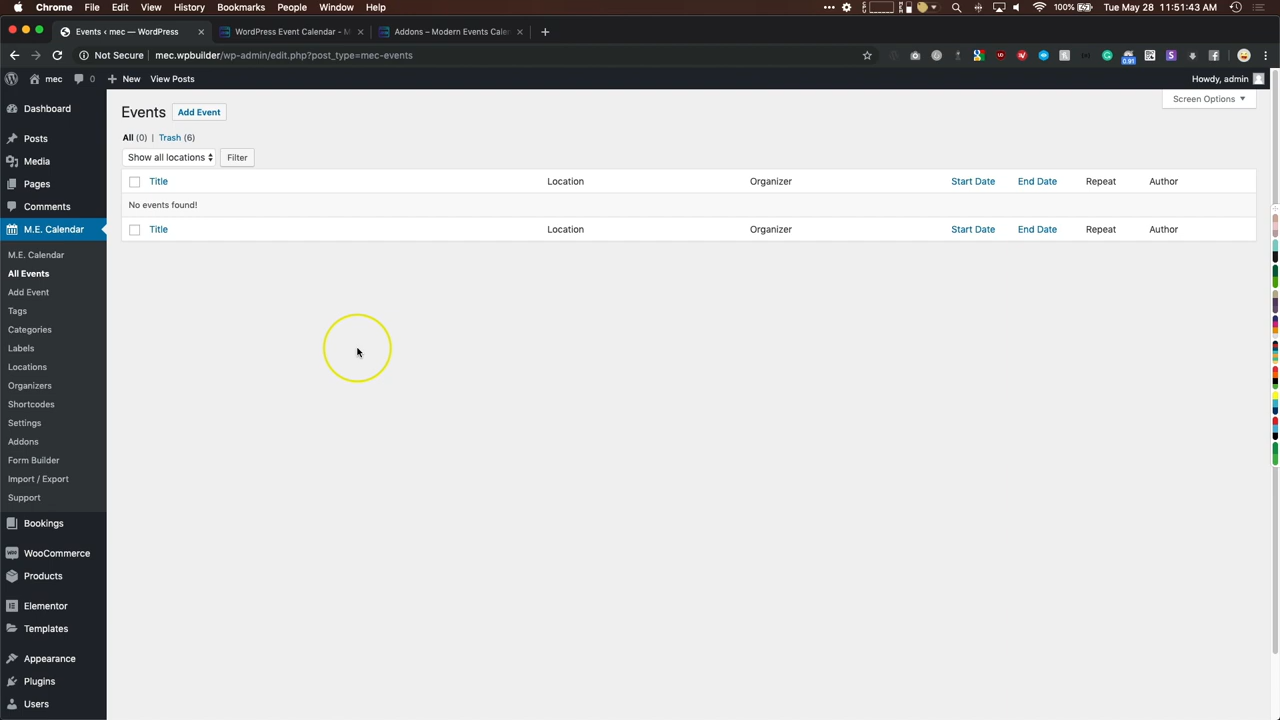 Chrome File Edit View History Bookmarks People Window Help
100% Tue May 28 11:51:43 AM
Events ‹ mec — WordPress
WordPress Event Calendar - M
Addons – Modern Events Cale
Not Secure mec.wpbuilder/wp-admin/edit.php?post_type=mec-events
0.91
mec 0 New View Posts
Howdy, admin
Screen Options
Dashboard
Posts
Media
Pages
Comments
M.E. Calendar
M.E. Calendar
All Events
Add Event
Tags
Categories
Labels
Locations
Organizers
Shortcodes
Settings
Addons
Form Builder
Import / Export
Support
Bookings
WooCommerce
Products
Elementor
Templates
Appearance
Plugins
Users
Events Add Event
All (0) | Trash (6)
Show all locations Filter
Title Location Organizer Start Date End Date Repeat Author
No events found!
Title Location Organizer Start Date End Date Repeat Author